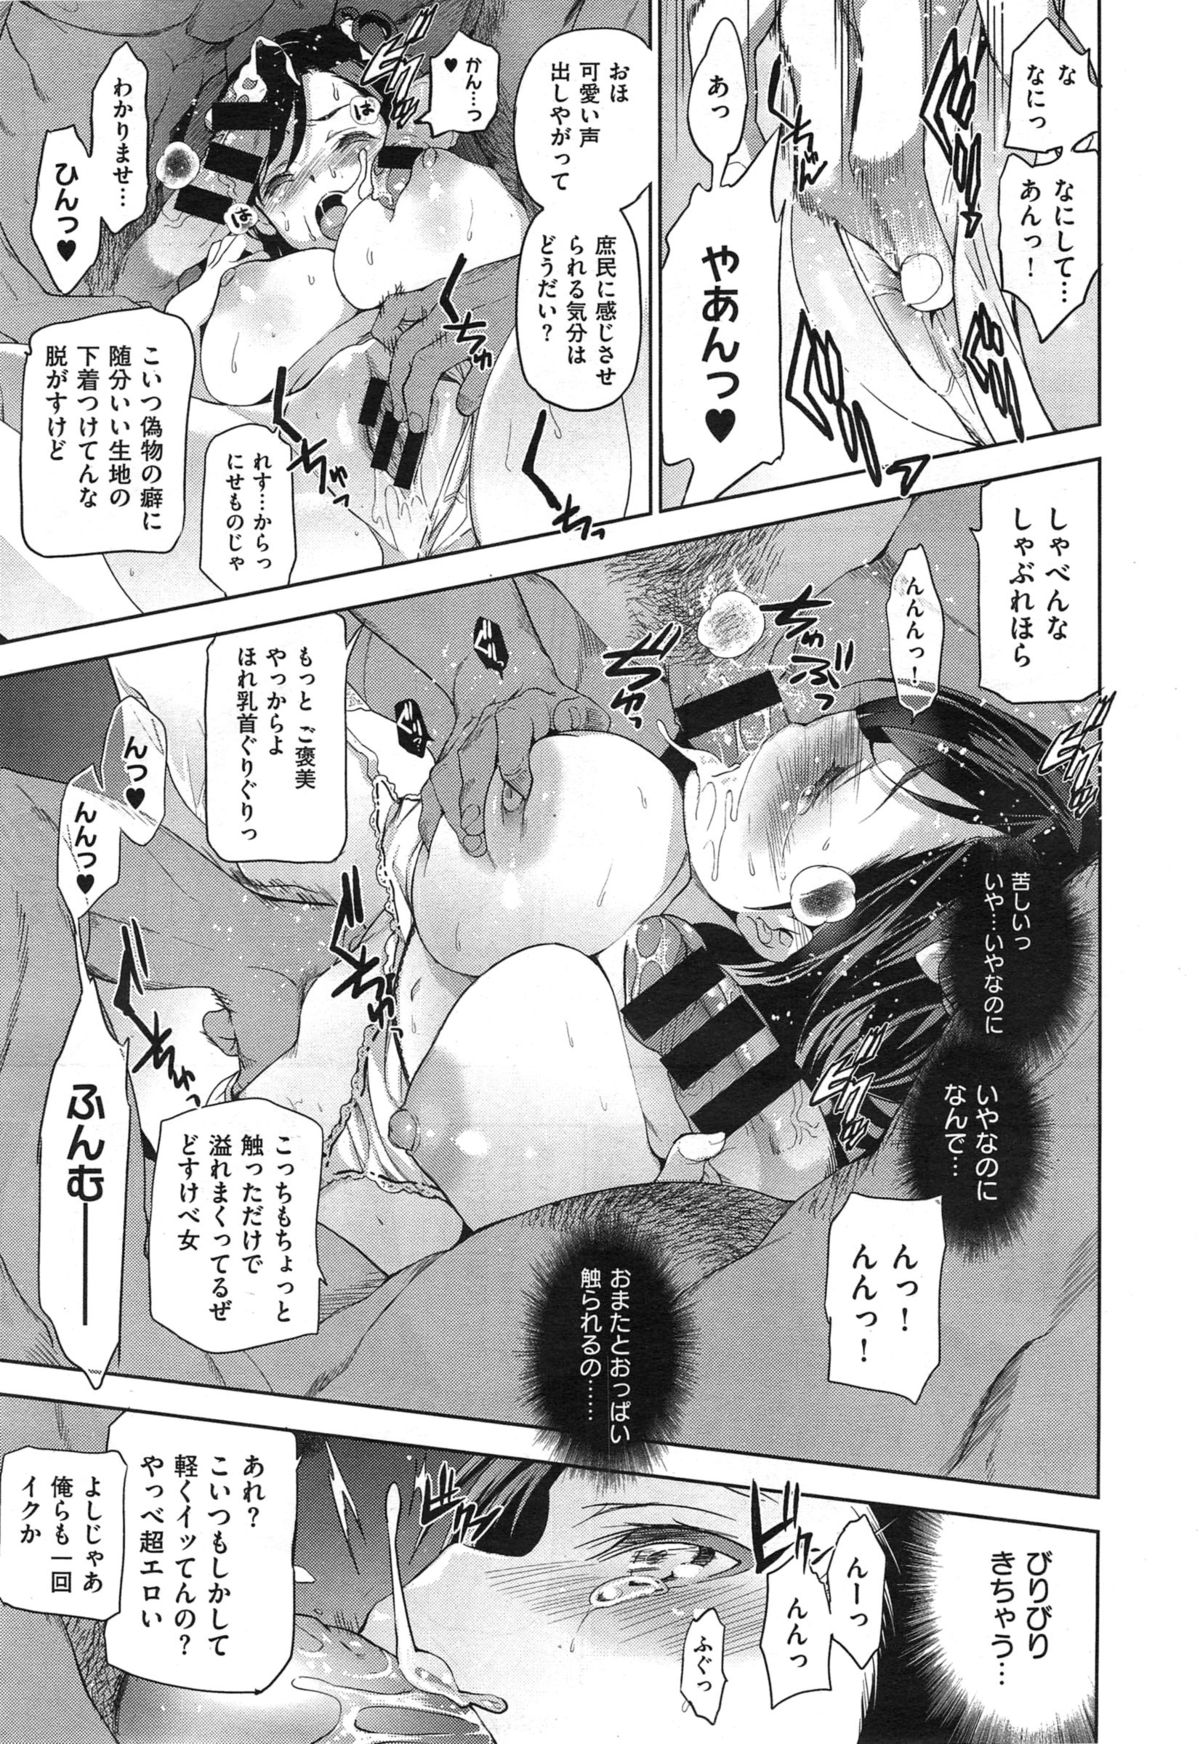 な
なにっ
なにして…
あんっ！
あっ
やあんっ♥
おほ
可愛い声
出しやがって
庶民に感じさせ
られる気分は
どうだい？
かん…っ
♥
は
は
わかりませ…
ひんっ♥
れす…からっ
にせものじゃ
こいつ偽物の癖に
随分いい生地の
下着つけてんな
脱がすけど
しゃべんな
しゃぶれほら
んんんっ！
もっと ご褒美
やっからよ
ほれ乳首ぐりぐりっ
んっ♥
んんっ♥
苦しいっ
いや…いやなのに
いやなのに
なんで…
んっ！
んんっ！
おまたとおっぱい
触られるの……
こっちもちょっと
触っただけで
溢れまくってるぜ
どすけべ女
ふんむ――
びりびり
きちゃう…
んーっ
んんっ
ふぐっ
あれ？
こいつもしかして
軽くイッてんの？
やっべ超エロい
よしじゃあ
俺らも一回
イクか